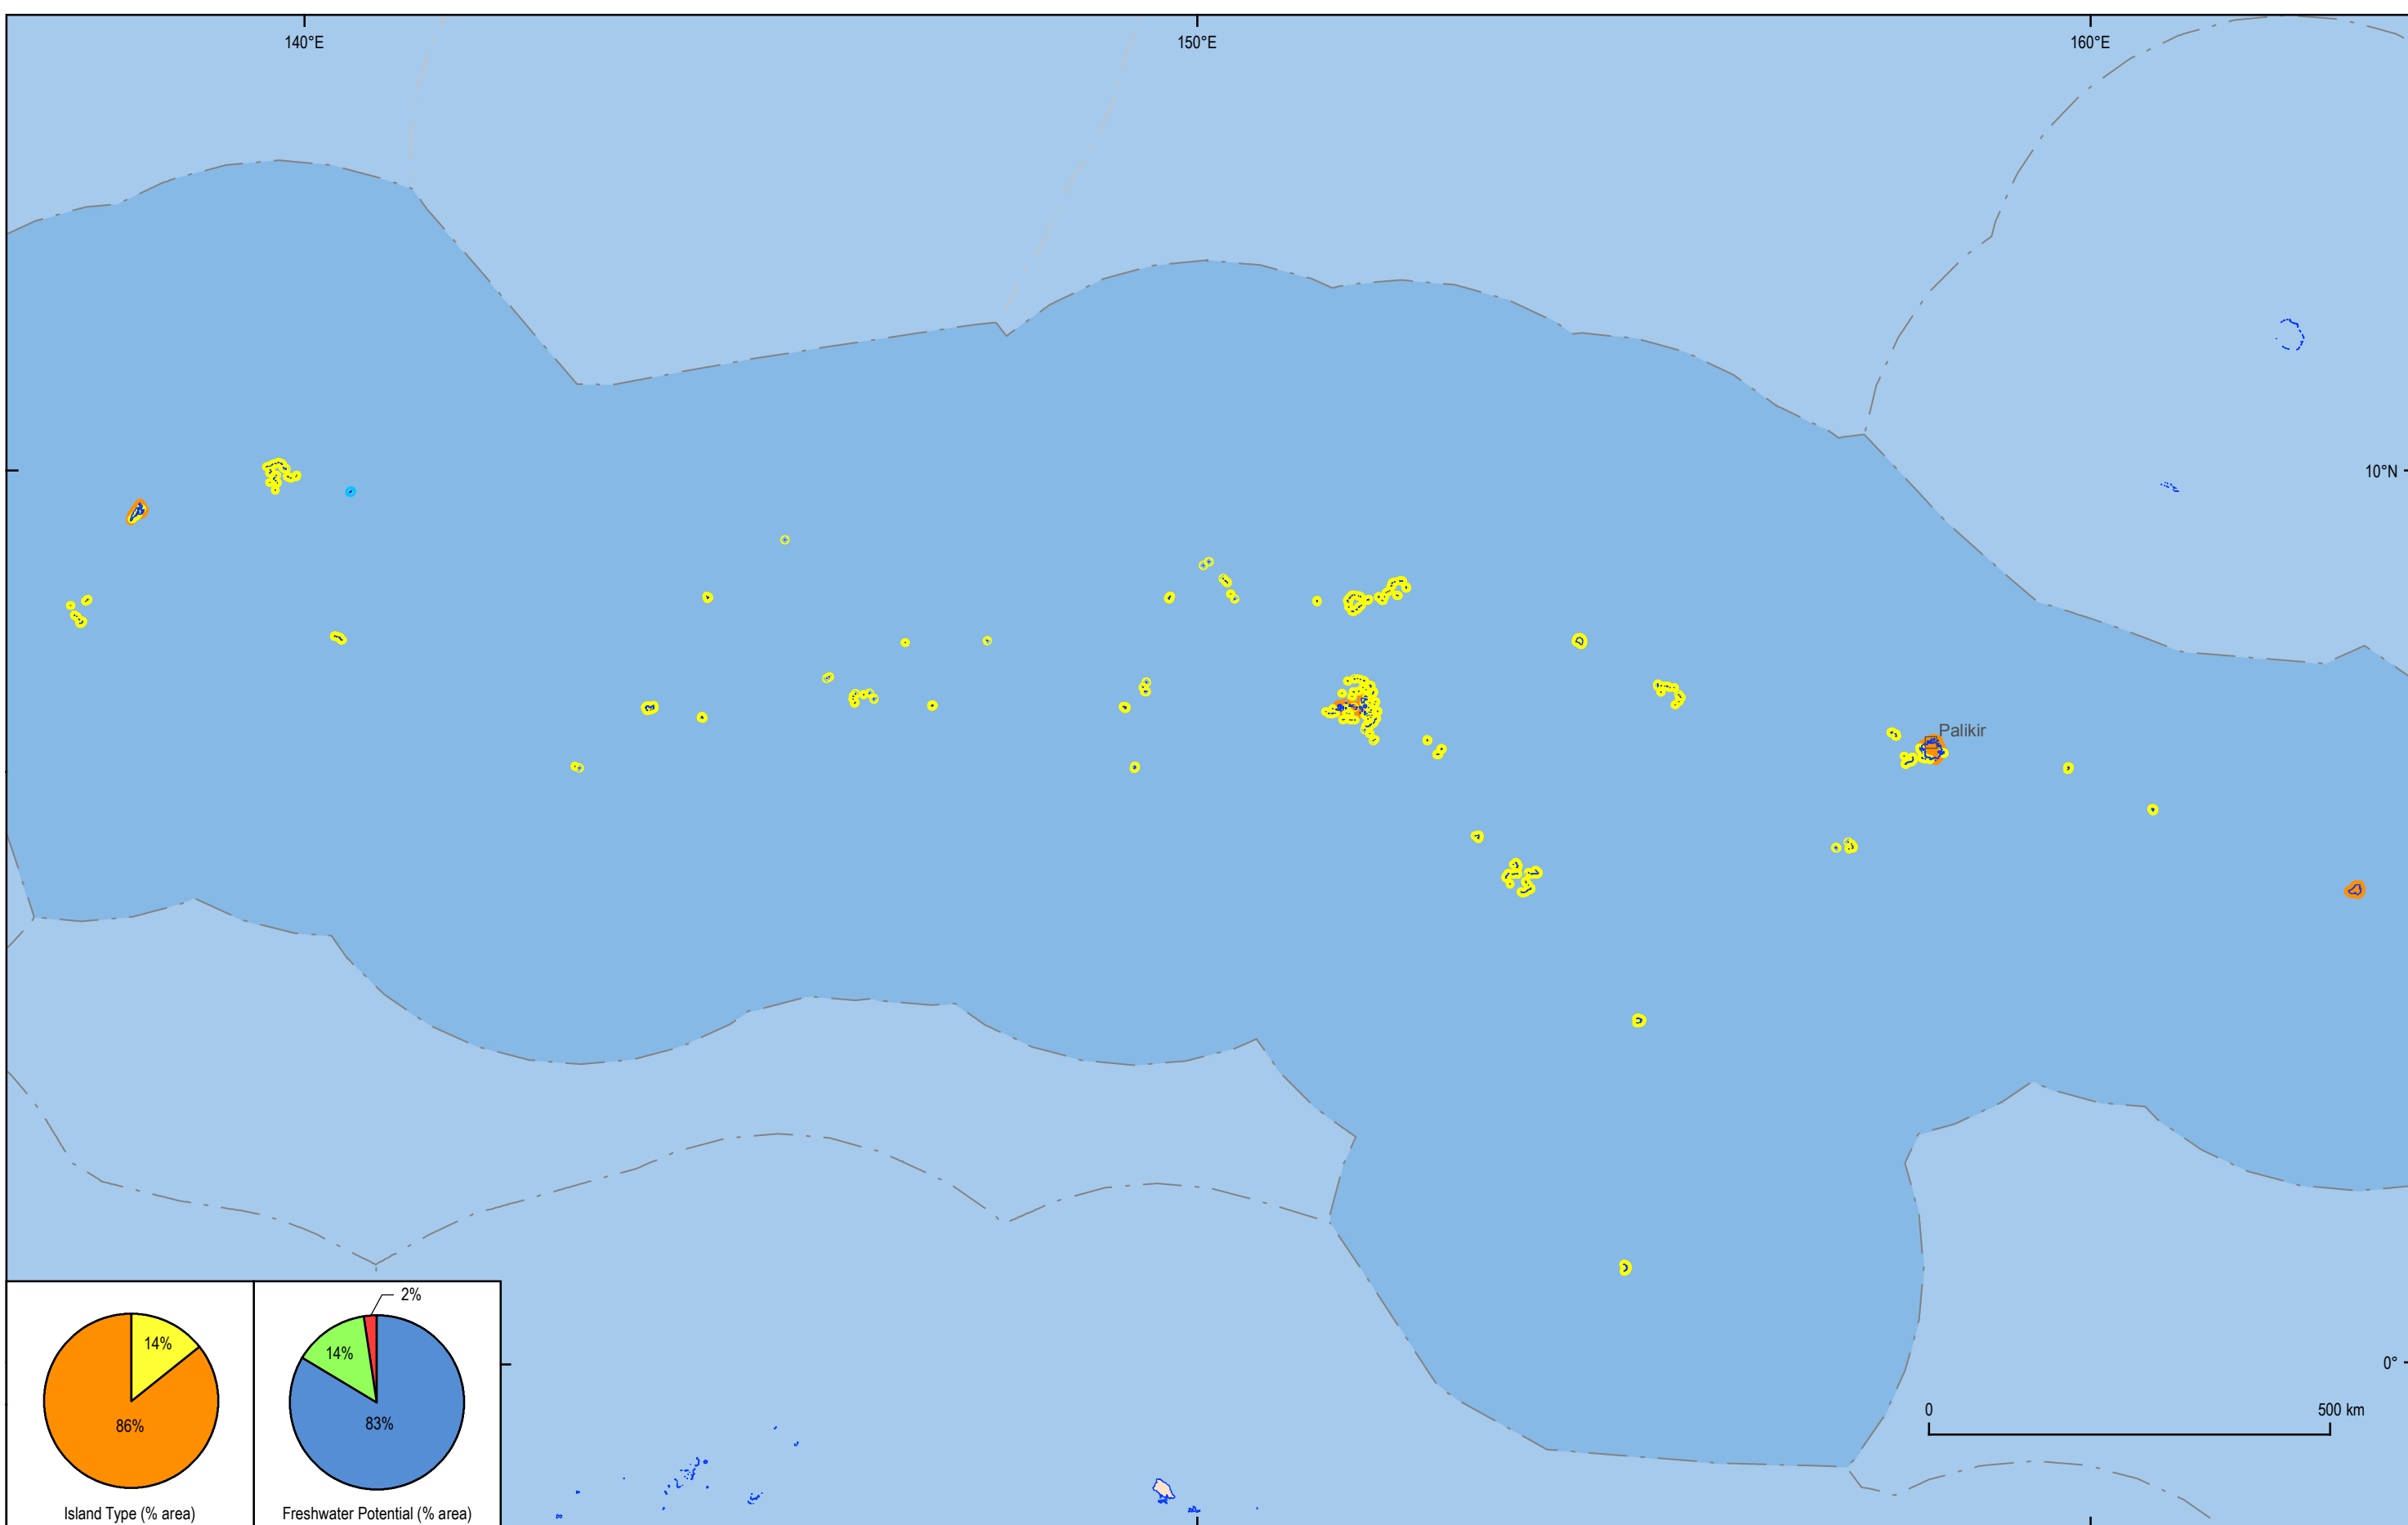 140°E
150°E
160°E
10°N
Palikir
2%
14%
14%
86%
83%
0°
0
500 km
Island Type (% area)
Freshwater Potential (% area)